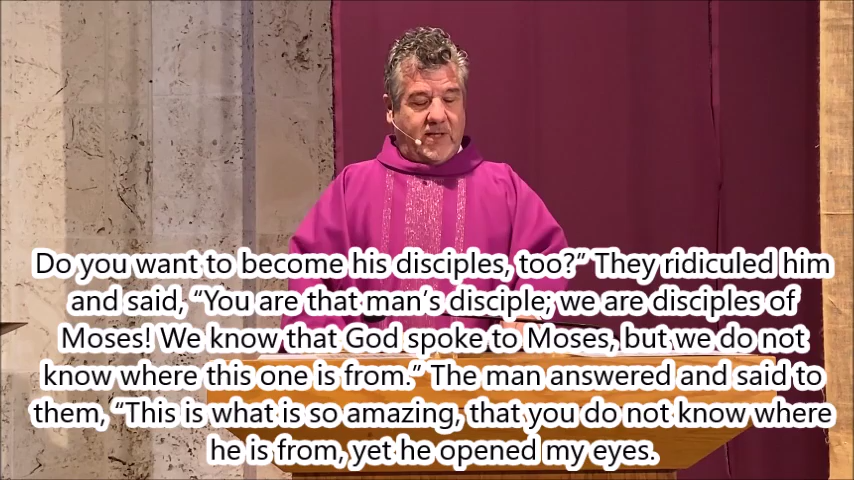 Do you want to become his disciples, too?” They ridiculed him
and said, “You are that man’s disciple; we are disciples of
Moses! We know that God spoke to Moses, but we do not
know where this one is from.” The man answered and said to
them, “This is what is so amazing, that you do not know where
he is from, yet he opened my eyes.